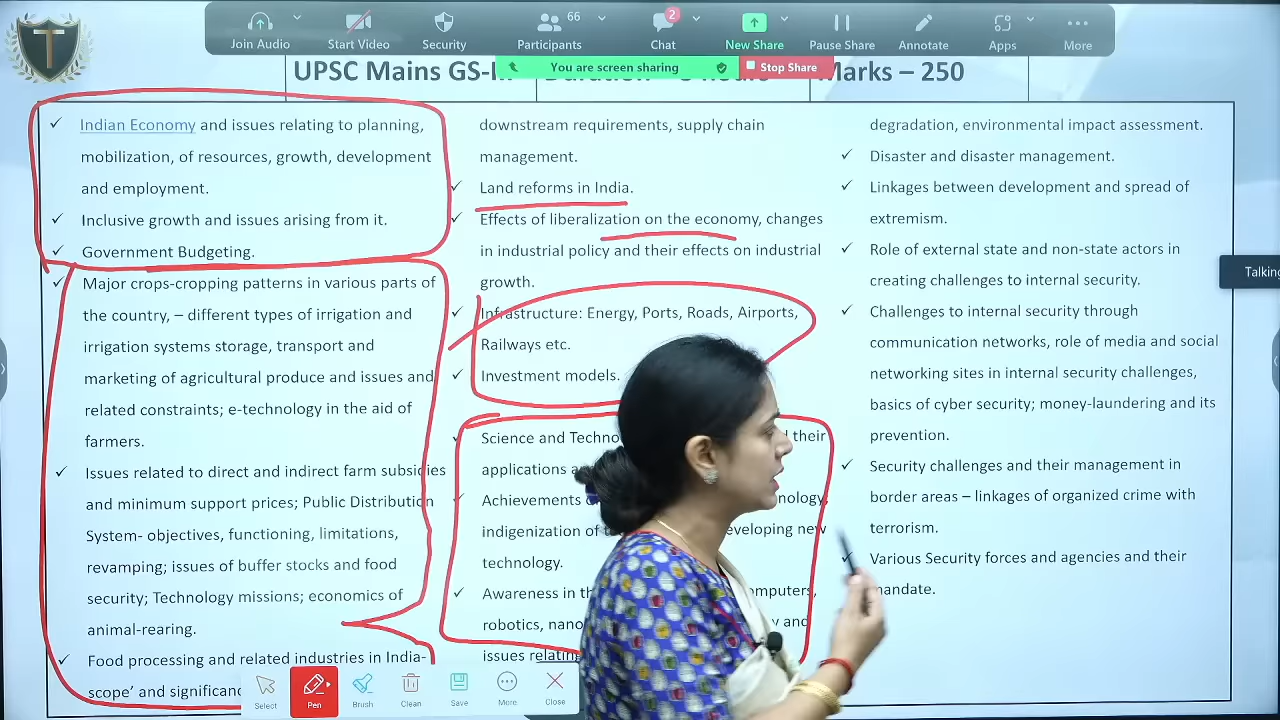 T
66
2
Join Audio
Start Video
Security
Participants
Chat
New Share
Pause Share
Annotate
Apps
More
You are screen sharing
Stop Share
UPSC Mains GS-
Marks – 250
Indian Economy and issues relating to planning,
mobilization, of resources, growth, development
and employment.
Inclusive growth and issues arising from it.
Government Budgeting.
Major crops-cropping patterns in various parts of
the country, – different types of irrigation and
irrigation systems storage, transport and
marketing of agricultural produce and issues and
related constraints; e-technology in the aid of
farmers.
Issues related to direct and indirect farm subsidies
and minimum support prices; Public Distribution
System- objectives, functioning, limitations,
revamping; issues of buffer stocks and food
security; Technology missions; economics of
animal-rearing.
Food processing and related industries in India-
scope’ and
downstream requirements, supply chain
management.
Land reforms in India.
Effects of liberalization on the economy, changes
in industrial policy and their effects on industrial
growth.
Infrastructure: Energy, Ports, Roads, Airports,
Railways etc.
Investment models.
Science and their
applications
Achievements
indigenization of new
technology.
Awareness in
robotics, and
issues
degradation, environmental impact assessment.
Disaster and disaster management.
Linkages between development and spread of
extremism.
Role of external state and non-state actors in
creating challenges to internal security.
Challenges to internal security through
communication networks, role of media and social
networking sites in internal security challenges,
basics of cyber security; money-laundering and its
prevention.
Security challenges and their management in
border areas – linkages of organized crime with
terrorism.
Various Security forces and agencies and their
mandate.
Talking
Select
Pen
Brush
Clean
Save
More
Close